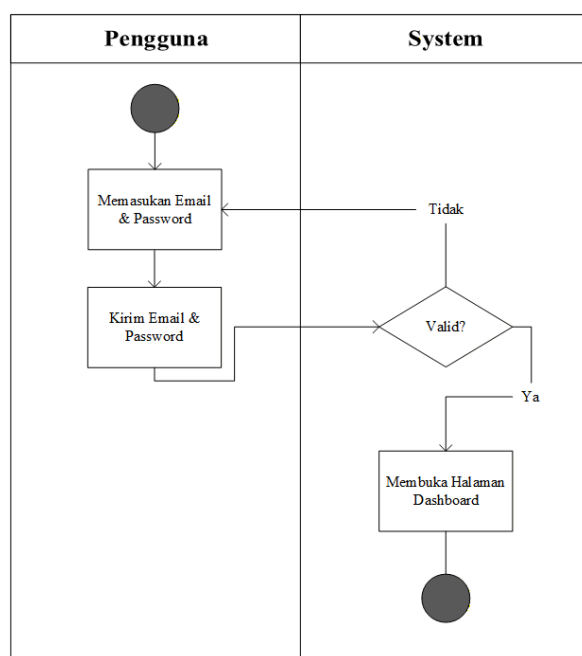 Pengguna
System
Memasukan Email
& Password
Tidak
Kirim Email &
Password
Valid?
Ya
Membuka Halaman
Dashboard